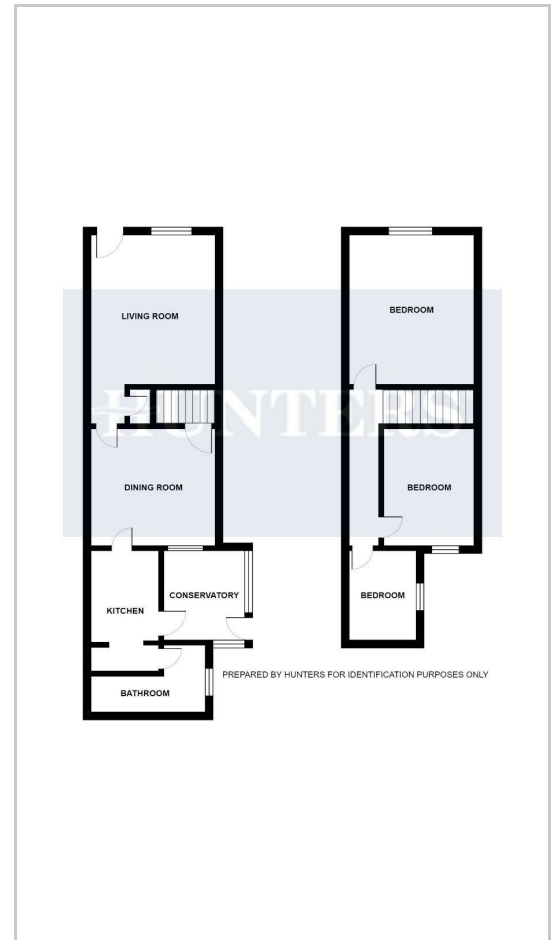 LIVING ROOM
HUNTERS
DINING ROOM
KITCHEN
CONSERVATORY
BATHROOM
BEDROOM
BEDROOM
BEDROOM
PREPARED BY HUNTERS FOR IDENTIFICATION PURPOSES ONLY